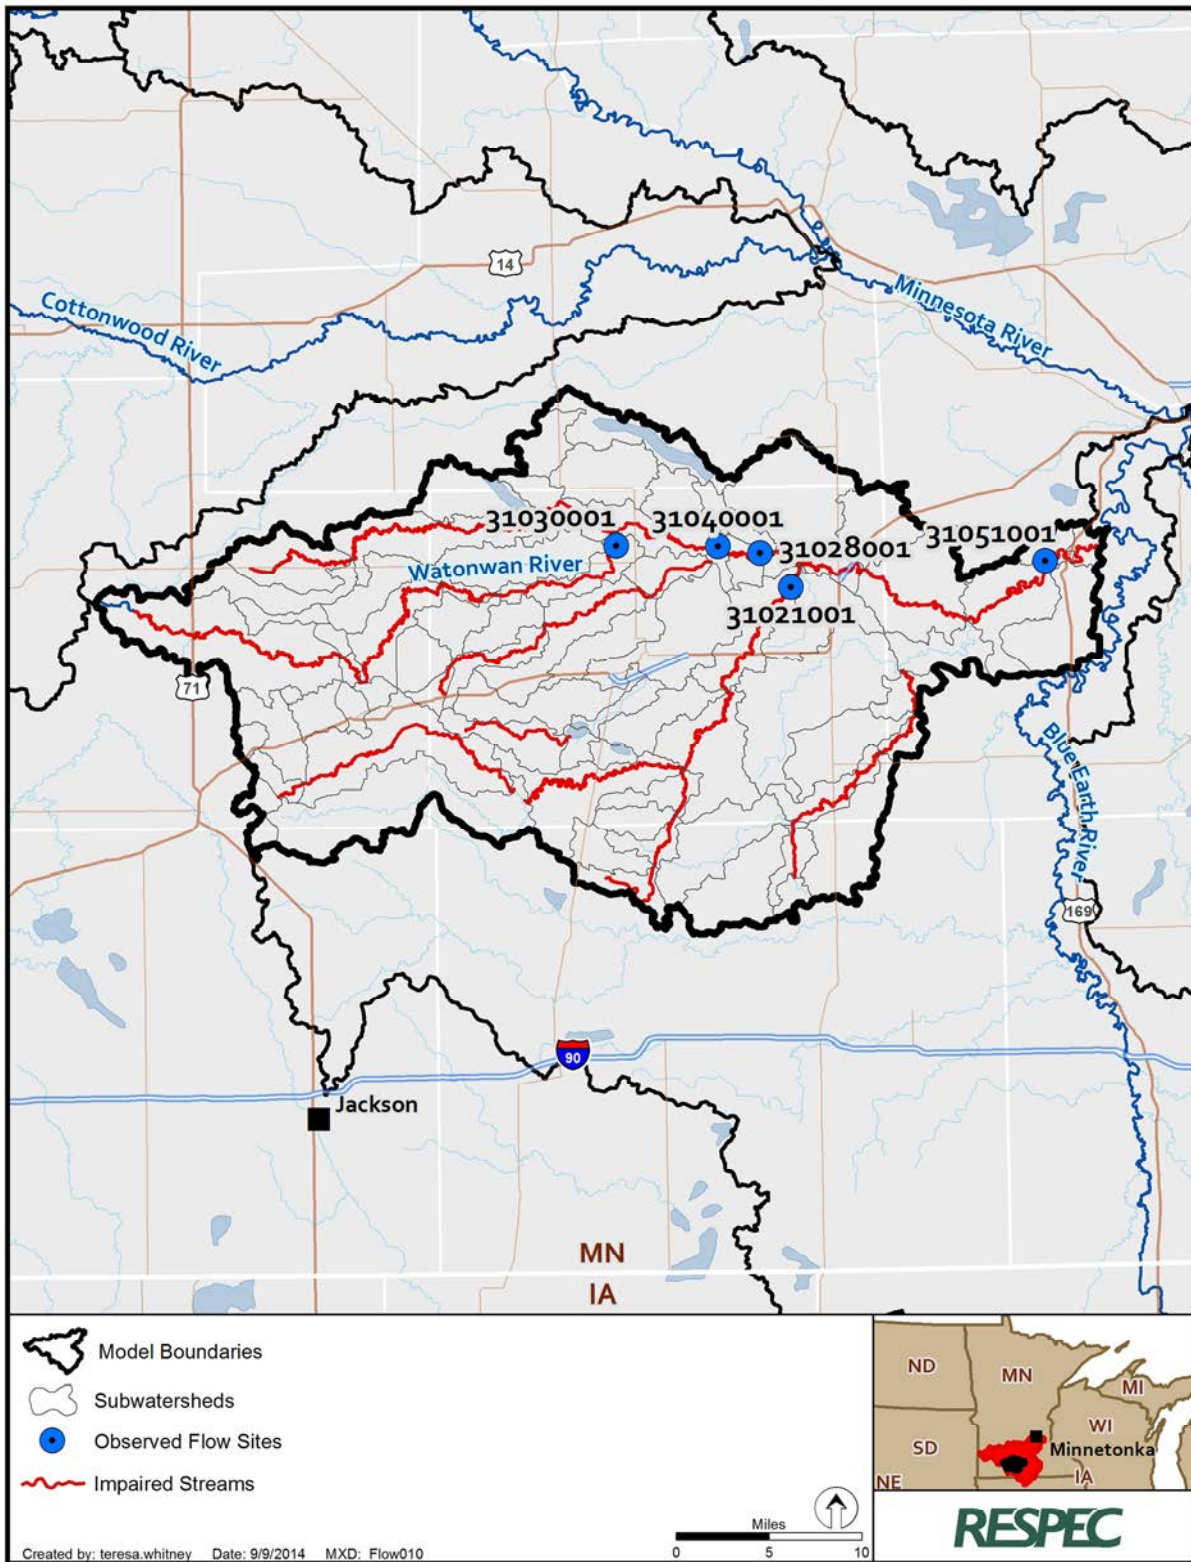 14
Cottonwood River
Minnesota River
31030001
31040001
31051001
31028001
Watonwan River
31021001
71
Blue Earth River
169
90
Jackson
MN
IA
Model Boundaries
Subwatersheds
Observed Flow Sites
Impaired Streams
Miles
0 5 10
Created by: teresa.whitney Date: 9/9/2014 MXD: Flow010
ND
MN
MI
WI
SD
Minnetonka
NE
IA
RESPEC